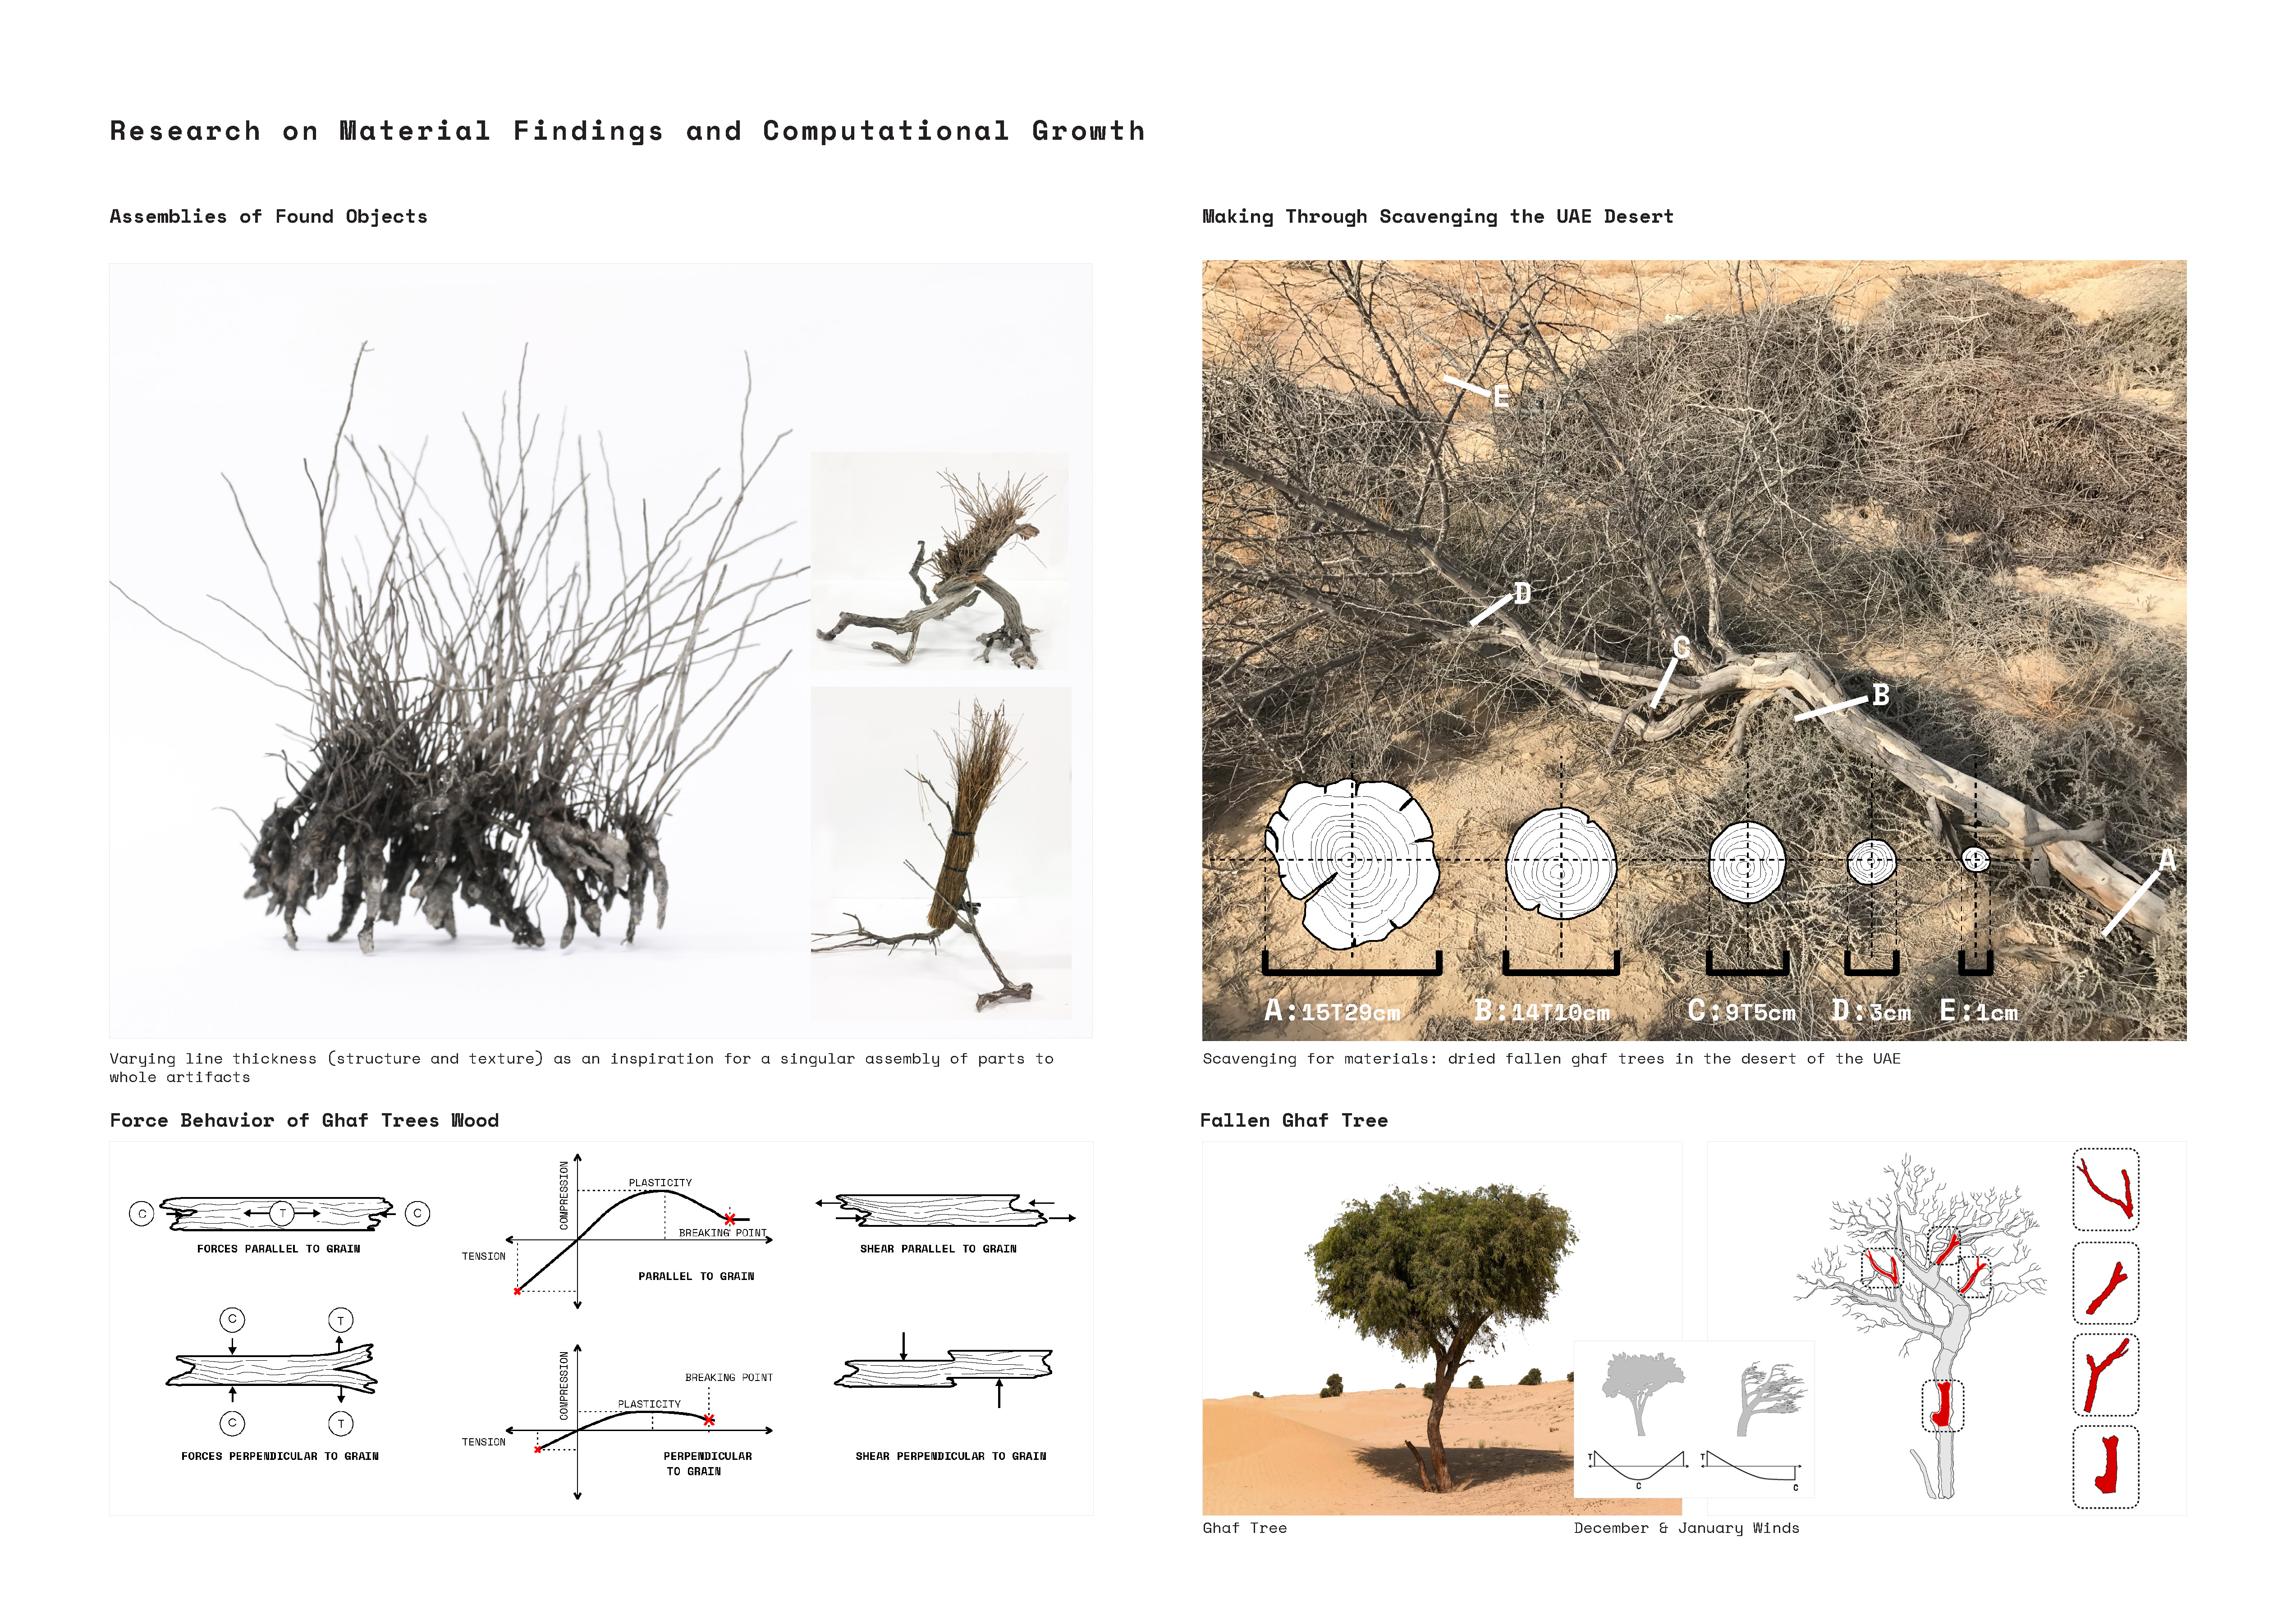 Research on Material Findings and Computational Growth
Assemblies of Found Objects
Varying line thickness (structure and texture) as an inspiration for a singular assembly of parts to
whole artifacts
Making Through Scavenging the UAE Desert
E
D
C
B
A
A:15T29cm B:14T10cm C:9T5cm D:3cm E:1cm
Scavenging for materials: dried fallen ghaf trees in the desert of the UAE
Force Behavior of Ghaf Trees Wood
C T C
FORCES PARALLEL TO GRAIN
COMPRESSION
PLASTICITY
BREAKING POINT
TENSION
PARALLEL TO GRAIN
SHEAR PARALLEL TO GRAIN
C T
C T
FORCES PERPENDICULAR TO GRAIN
COMPRESSION
BREAKING POINT
PLASTICITY
TENSION
PERPENDICULAR
TO GRAIN
SHEAR PERPENDICULAR TO GRAIN
Fallen Ghaf Tree
T T
C C
Ghaf Tree
December & January Winds